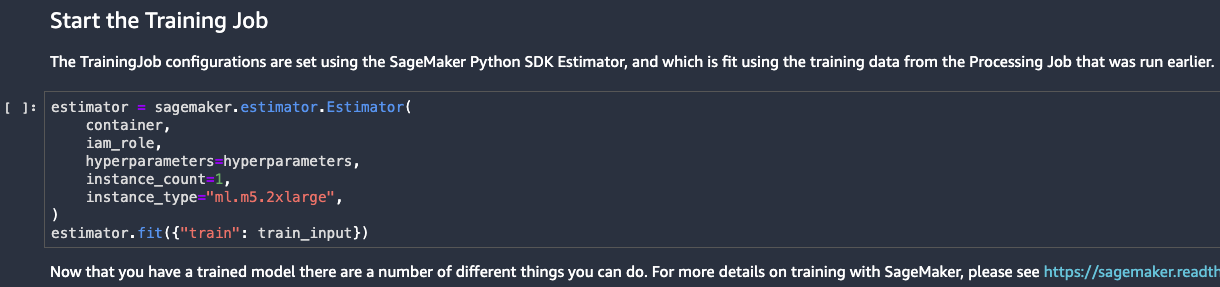 Start the Training Job
The TrainingJob configurations are set using the SageMaker Python SDK Estimator, and which is fit using the training data from the Processing Job that was run earlier.
[ ]: estimator = sagemaker.estimator.Estimator(
    container,
    iam_role,
    hyperparameters=hyperparameters,
    instance_count=1,
    instance_type="ml.m5.2xlarge",
)
estimator.fit({"train": train_input})
Now that you have a trained model there are a number of different things you can do. For more details on training with SageMaker, please see https://sagemaker.readth